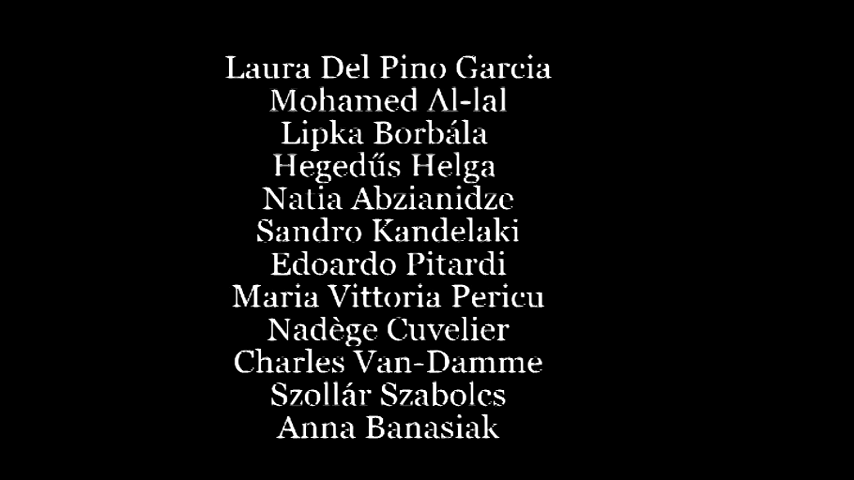 Laura Del Pino Garcia
Mohamed Al-lal
Lipka Borbála
Hegedűs Helga
Natia Abzianidze
Sandro Kandelaki
Edoardo Pitardi
Maria Vittoria Pericu
Nadège Cuvelier
Charles Van-Damme
Szollár Szabolcs
Anna Banasiak